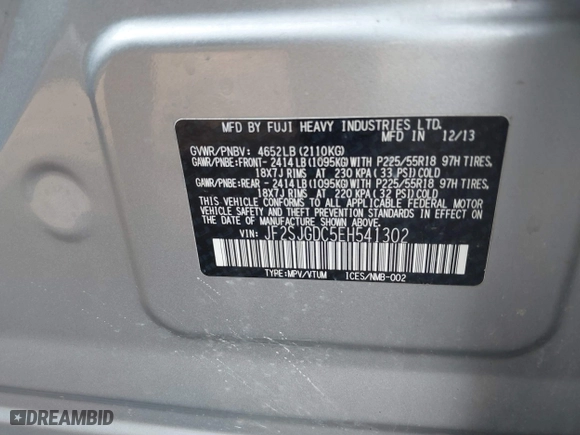 MFD BY FUJI HEAVY INDUSTRIES LTD.
MFD IN 12/13
GVWR/PNBV: 4652LB(2110KG)
GAWR/PNBE:FRONT- 2414LB(1095KG)WITH P225/55R18 97H TIRES,
18X7J RIMS AT 230 KPA (33 PSI)COLD
GAWR/PNBE:REAR - 2414LB(1095KG)WITH P225/55R18 97H TIRES,
18X7J RIMS AT 220 KPA (32 PSI)COLD
THIS VEHICLE CONFORMS TO ALL APPLICABLE FEDERAL MOTOR
VEHICLE SAFETY AND THEFT PREVENTION STANDARDS IN EFFECT ON
THE DATE OF MANUFACTURE SHOWN ABOVE.
VIN: JF2SJGDC5EH541302
TYPE:MPV/VTUM ICES/NMB-002
DREAMBID